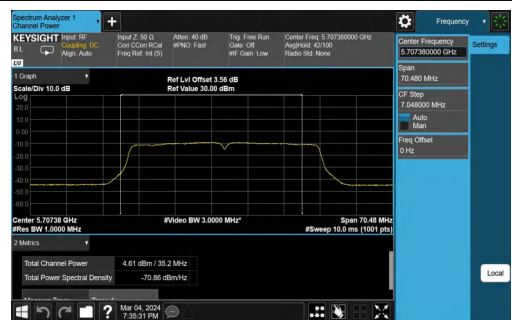 Spectrum Analyzer 1
Channel Power
Frequency
KEYSIGHT
Input: RF
Coupling: DC
Align: Auto
R L
Input Z: 50 Ω
Corr CCorr RCal
Freq Ref: Int (S)
Atten: 40 dB
#PNO: Fast
Trig: Free Run
Gate: Off
#IF Gain: Low
Center Freq: 5.707380000 GHz
Avg|Hold: 42/100
Radio Std: None
LXI
Center Frequency
5.707380000 GHz
Settings
Span
70.480 MHz
CF Step
7.048000 MHz
Auto
Man
Freq Offset
0 Hz
Local
1 Graph
Scale/Div 10.0 dB
Ref Lvl Offset 3.56 dB
Ref Value 30.00 dBm
Log
20.0
10.0
0.00
-10.0
-20.0
-30.0
-40.0
-50.0
-60.0
Center 5.70738 GHz
#Res BW 1.0000 MHz
#Video BW 3.0000 MHz*
Span 70.48 MHz
#Sweep 10.0 ms (1001 pts)
2 Metrics
Total Channel Power 4.61 dBm / 35.2 MHz
Total Power Spectral Density -70.86 dBm/Hz
Mar 04, 2024
7:35:31 PM